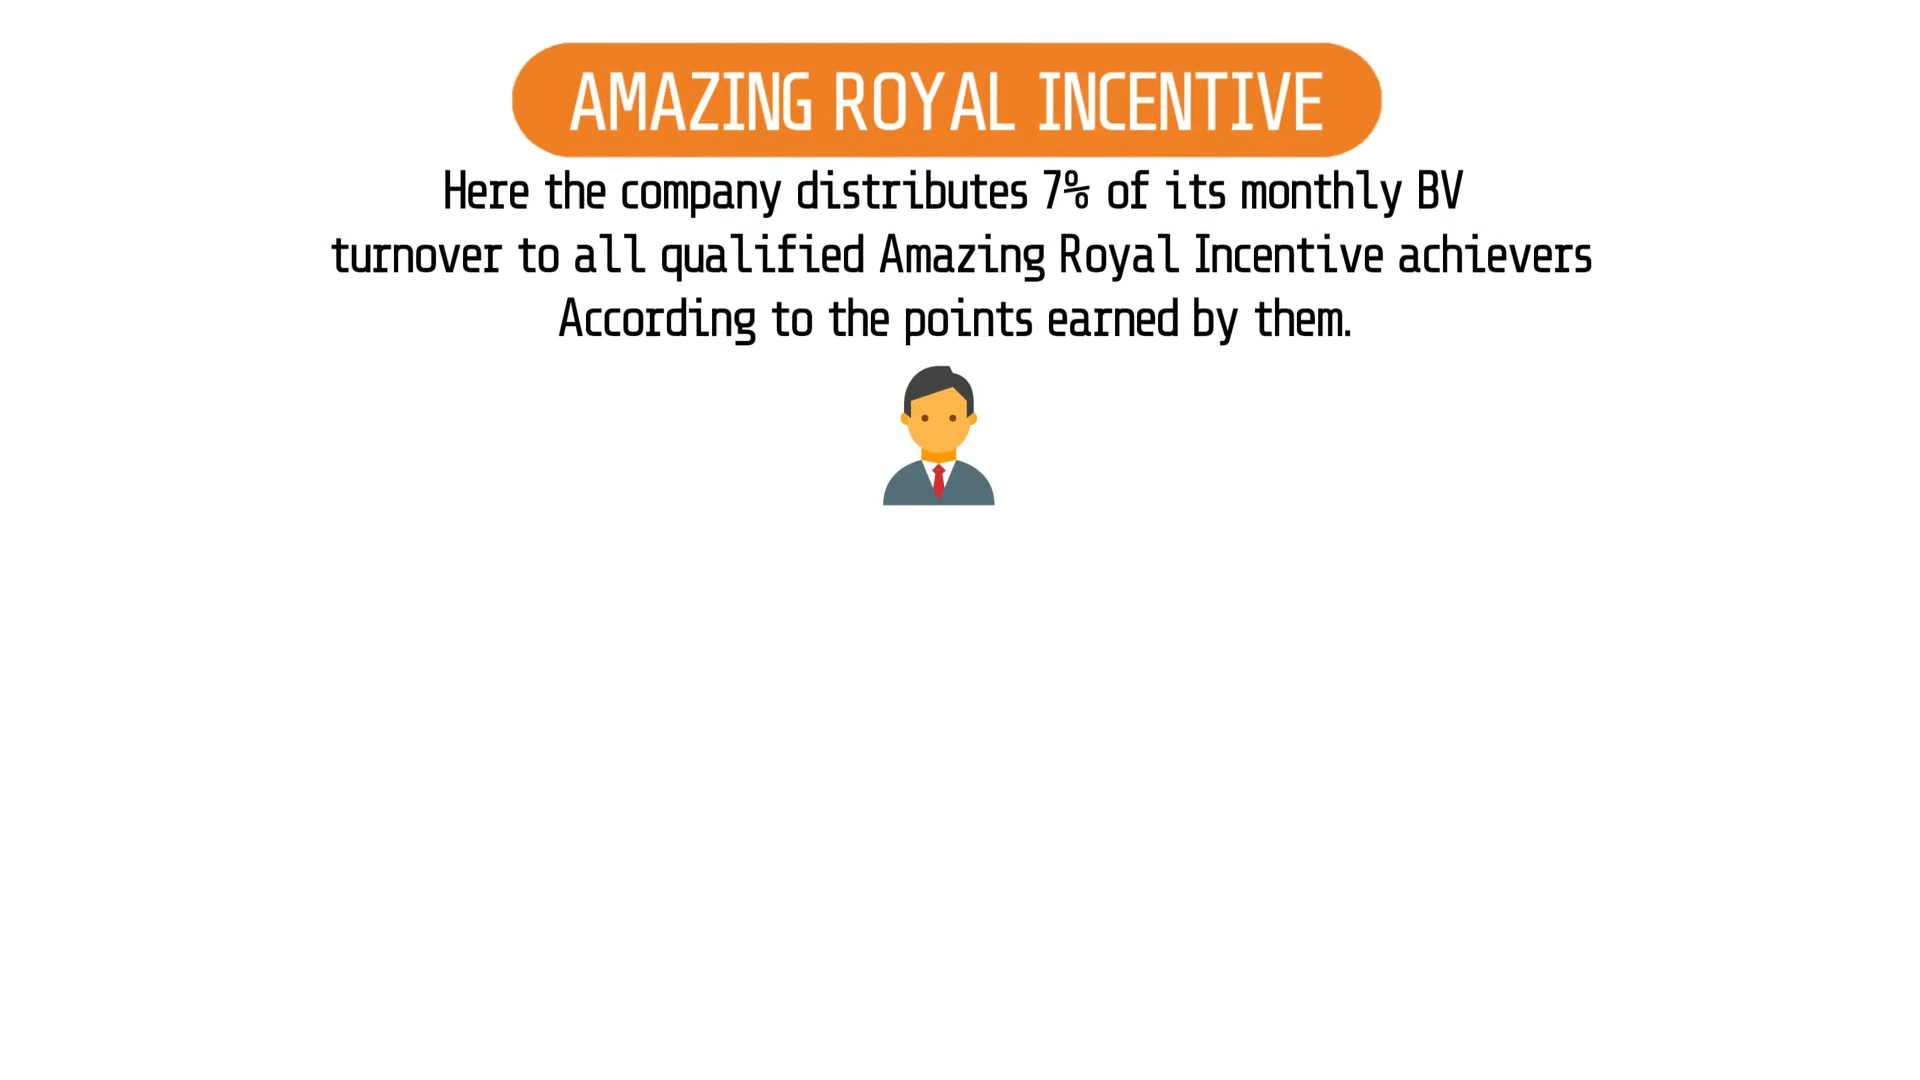 AMAZING ROYAL INCENTIVE
Here the company distributes 7% of its monthly BV
turnover to all qualified Amazing Royal Incentive achievers
According to the points earned by them.